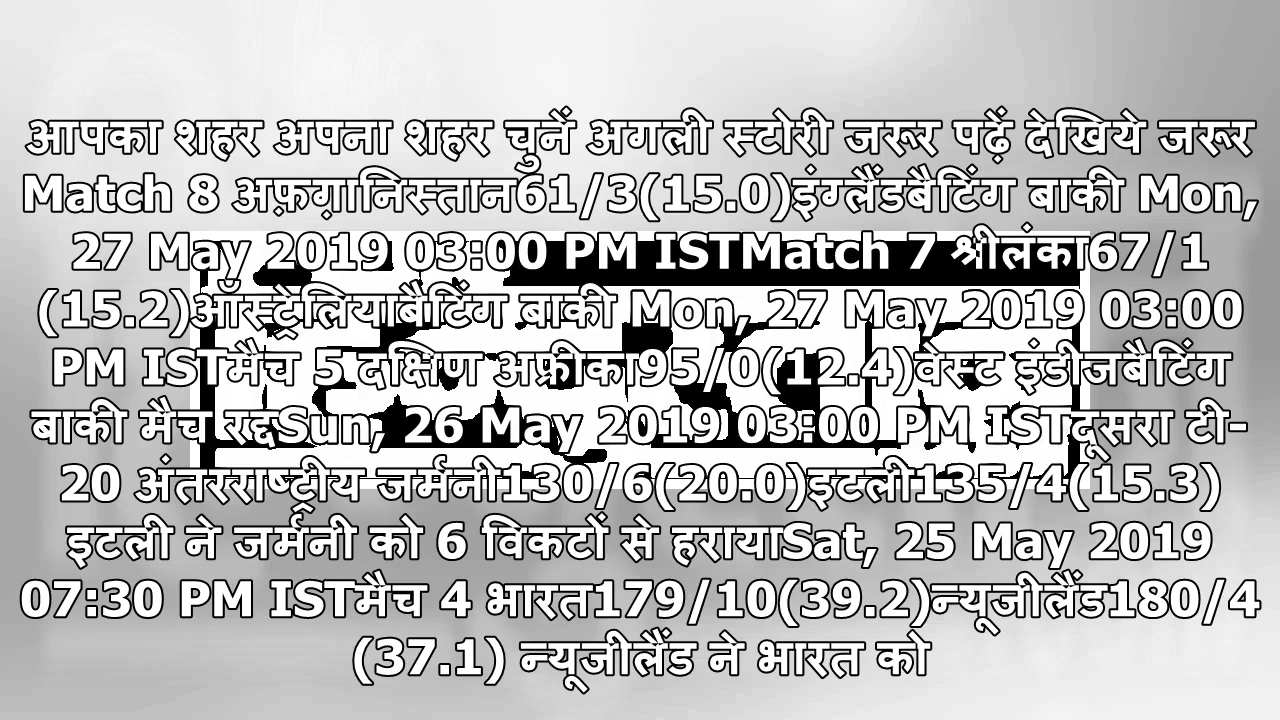 आपका शहर अपना शहर चुनें अगली स्टोरी जरूर पढ़ें देखिये जरूर
Match 8 अफ़ग़ानिस्तान61/3(15.0)इंग्लैंडबैटिंग बाकी Mon,
27 May 2019 03:00 PM ISTMatch 7 श्रीलंका67/1
(15.2)ऑस्ट्रेलियाबैटिंग बाकी Mon, 27 May 2019 03:00
PM ISTमैच 5 दक्षिण अफ्रीका95/0(12.4)वेस्ट इंडीजबैटिंग
बाकी मैच रद्दSun, 26 May 2019 03:00 PM ISTदूसरा टी-
20 अंतरराष्ट्रीय जर्मनी130/6(20.0)इटली135/4(15.3)
इटली ने जर्मनी को 6 विकटों से हरायाSat, 25 May 2019
07:30 PM ISTमैच 4 भारत179/10(39.2)न्यूजीलैंड180/4
(37.1) न्यूजीलैंड ने भारत को